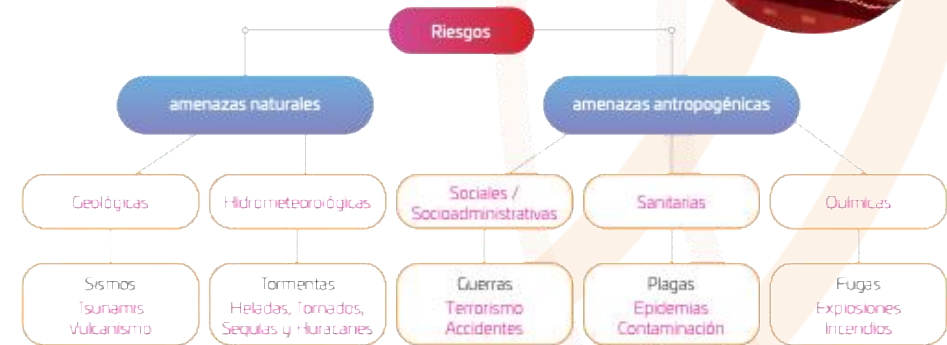 Riesgos
amenazas naturales
amenazas antropogénicas
Geológicas
Hidrometeorológicas
Sociales /
Socioadministrativas
Sanitarias
Químicas
Sismos
Tsunamis
Vulcanismo
Tormentas
Heladas, Tornados,
Sequías y Huracanes
Guerras
Terrorismo
Accidentes
Plagas
Epidemias
Contaminación
Fugas
Explosiones
Incendios